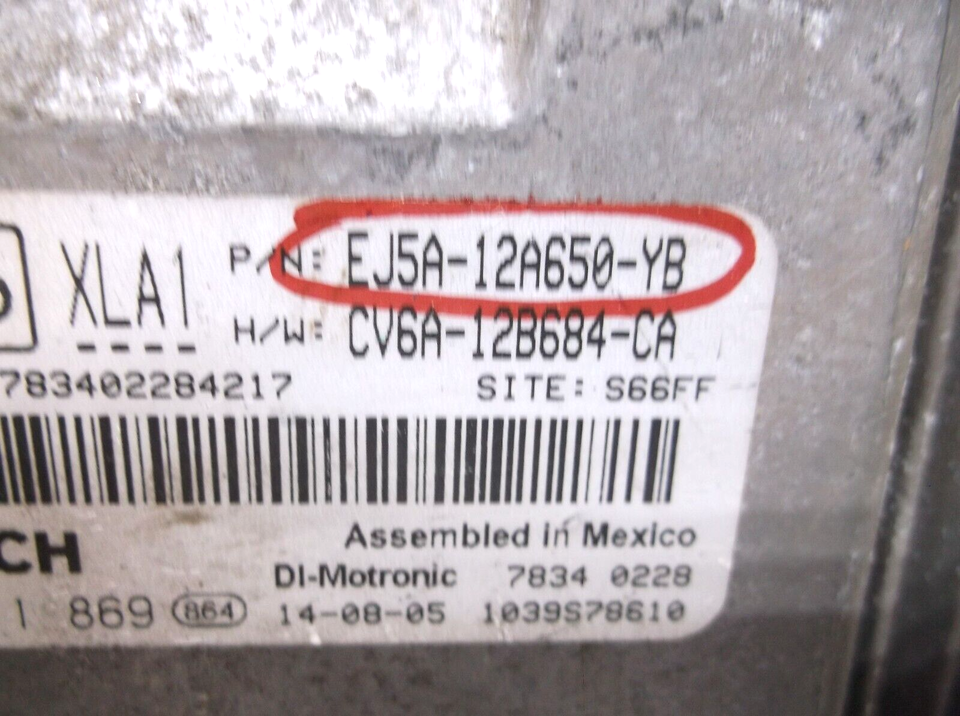 P/N: EJ5A-12A650-YB
XLA1
H/W: CV6A-12B684-CA
783402284217 SITE: S66FF
CH Assembled in Mexico
DI-Motronic 7834 0228
1 869 864 14-08-05 1039S78610